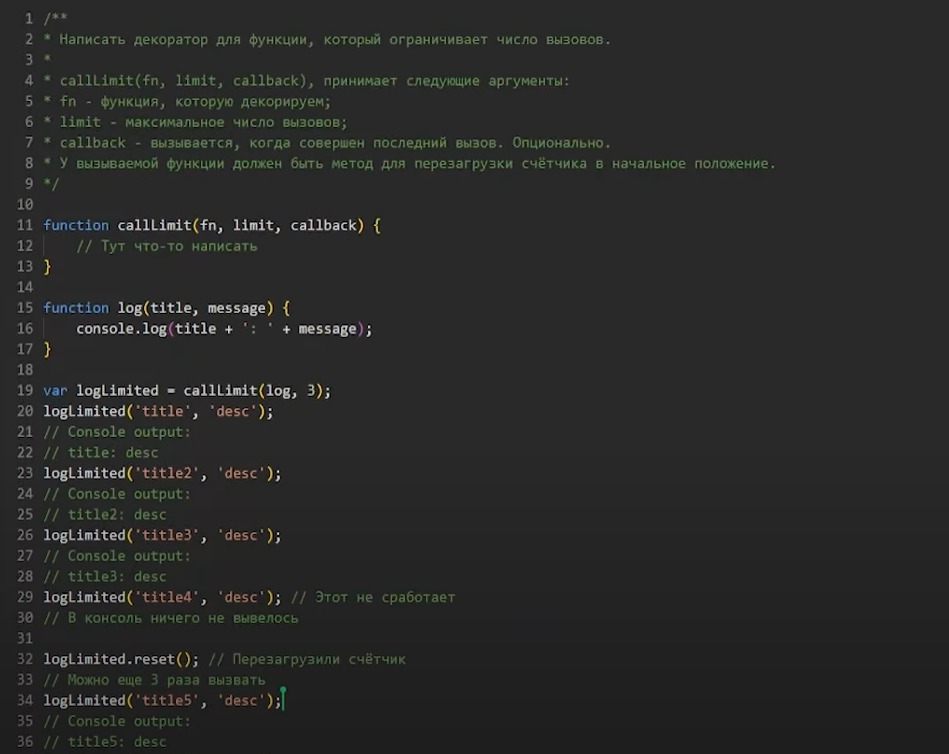 1 /**
2 * Написать декоратор для функции, который ограничивает число вызовов.
3 *
4 * callLimit(fn, limit, callback), принимает следующие аргументы:
5 * fn - функция, которую декорируем;
6 * limit - максимальное число вызовов;
7 * callback - вызывается, когда совершен последний вызов. Опционально.
8 * У вызываемой функции должен быть метод для перезагрузки счётчика в начальное положение.
9 */
10
11 function callLimit(fn, limit, callback) {
12     // Тут что-то написать
13 }
14
15 function log(title, message) {
16     console.log(title + ': ' + message);
17 }
18
19 var logLimited = callLimit(log, 3);
20 logLimited('title', 'desc');
21 // Console output:
22 // title: desc
23 logLimited('title2', 'desc');
24 // Console output:
25 // title2: desc
26 logLimited('title3', 'desc');
27 // Console output:
28 // title3: desc
29 logLimited('title4', 'desc'); // Этот не сработает
30 // В консоль ничего не вывелось
31
32 logLimited.reset(); // Перезагрузили счётчик
33 // Можно еще 3 раза вызвать
34 logLimited('title5', 'desc');
35 // Console output:
36 // title5: desc